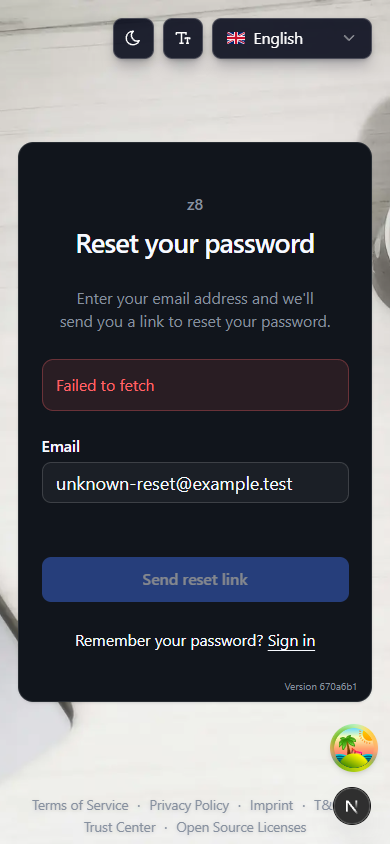 English
z8
Reset your password
Enter your email address and we'll
send you a link to reset your password.
Failed to fetch
Email
unknown-reset@example.test
Send reset link
Remember your password? Sign in
Version 670a6b1
Terms of Service · Privacy Policy · Imprint · T&
Trust Center · Open Source Licenses
N